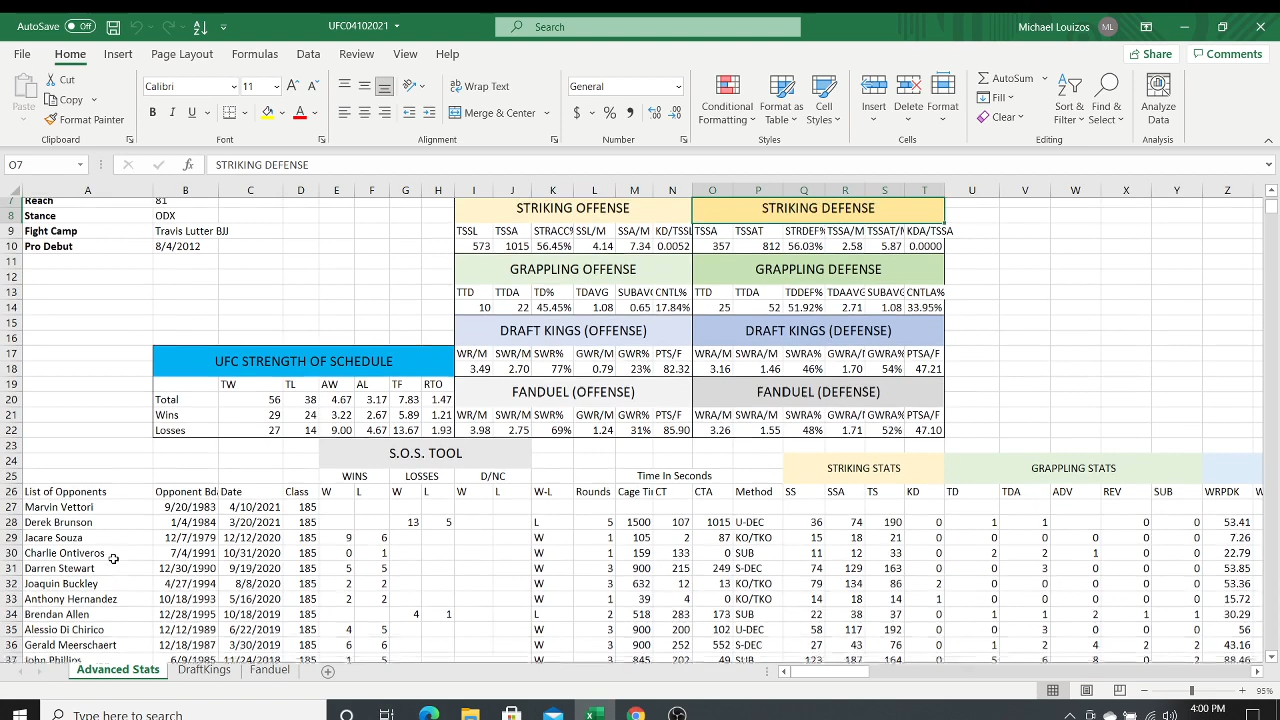 AutoSave Off UFC04102021 Search Michael Louizos ML
File Home Insert Page Layout Formulas Data Review View Help Share Comments
Cut Calibri 11 A A Wrap Text General AutoSum
Paste Copy Conditional Format as Cell Insert Delete Format Fill Sort & Find & Analyze
Format Painter B I U A Merge & Center $ % , Formatting Table Styles Clear Filter Select Data
Clipboard Font Alignment Number Styles Cells Editing Analysis
O7 fx STRIKING DEFENSE
A B C D E F G H I J K L M N O P Q R S T U V W X Y Z
7 Reach 81 STRIKING OFFENSE STRIKING DEFENSE
8 Stance ODX
9 Fight Camp Travis Lutter BJJ TSSL TSSA STRACC% SSL/M SSA/M KD/TSSL TSSA TSSAT STRDEF% TSSA/M TSSAT/M KDA/TSSA
10 Pro Debut 8/4/2012 573 1015 56.45% 4.14 7.34 0.0052 357 812 56.03% 2.58 5.87 0.0000
11
12 GRAPPLING OFFENSE GRAPPLING DEFENSE
13 TTD TTDA TD% TDAVG SUBAVG CNTL% TTD TTDA TDDEF% TDAAVG SUBAVG CNTLA%
14 10 22 45.45% 1.08 0.65 17.84% 25 52 51.92% 2.71 1.08 33.95%
15
16 DRAFT KINGS (OFFENSE) DRAFT KINGS (DEFENSE)
17 UFC STRENGTH OF SCHEDULE WR/M SWR/M SWR% GWR/M GWR% PTS/F WRA/M SWRA/M SWRA% GWRA/M GWRA% PTSA/F
18 3.49 2.70 77% 0.79 23% 82.32 3.16 1.46 46% 1.70 54% 47.21
19 TW TL AW AL TF RTO FANDUEL (OFFENSE) FANDUEL (DEFENSE)
20 Total 56 38 4.67 3.17 7.83 1.47
21 Wins 29 24 3.22 2.67 5.89 1.21 WR/M SWR/M SWR% GWR/M GWR% PTS/F WRA/M SWRA/M SWRA% GWRA/M GWRA% PTSA/F
22 Losses 27 14 9.00 4.67 13.67 1.93 3.98 2.75 69% 1.24 31% 85.90 3.26 1.55 48% 1.71 52% 47.10
23 S.O.S. TOOL
24 STRIKING STATS GRAPPLING STATS
25 WINS LOSSES D/NC Time In Seconds
26 List of Opponents Opponent Bda Date Class W L W L W L W-L Rounds Cage Tir CT CTA Method SS SSA TS KD TD TDA ADV REV SUB WRPDK W
27 Marvin Vettori 9/20/1983 4/10/2021 185
28 Derek Brunson 1/4/1984 3/20/2021 185 13 5 L 5 1500 107 1015 U-DEC 36 74 190 0 1 1 0 0 53.41
29 Jacare Souza 12/7/1979 12/12/2020 185 9 6 W 1 105 2 87 KO/TKO 15 18 21 0 0 0 0 0 7.26
30 Charlie Ontiveros 7/4/1991 10/31/2020 185 0 1 W 1 159 133 0 SUB 11 12 33 0 2 2 1 0 0 22.79
31 Darren Stewart 12/30/1990 9/19/2020 185 5 5 W 3 900 215 249 S-DEC 74 129 163 0 0 3 0 0 53.85
32 Joaquin Buckley 4/27/1994 8/8/2020 185 2 2 W 3 632 12 13 KO/TKO 79 134 86 2 0 0 0 0 53.36
33 Anthony Hernandez 10/18/1993 5/16/2020 185 3 2 W 1 39 4 0 KO/TKO 14 18 14 1 0 0 0 0 15.72
34 Brendan Allen 12/28/1995 10/18/2019 185 4 1 L 2 518 283 173 SUB 22 38 37 0 1 1 2 1 1 30.29
35 Alessio Di Chirico 12/12/1989 6/22/2019 185 4 5 W 3 900 200 102 U-DEC 58 117 151 0 0 3 0 0 56
36 Gerald Meerschaert 12/18/1987 3/30/2019 185 6 6 W 3 900 252 552 S-DEC 27 43 76 0 1 2 4 2 1 43.16
37 John Phillips 6/9/1985 11/24/2018 185 1 5 W 3 845 202 49 SUB 123 187 164 0 5 6 8 0 2 88.46
Advanced Stats DraftKings Fanduel
95%
Type here to search 4:00 PM